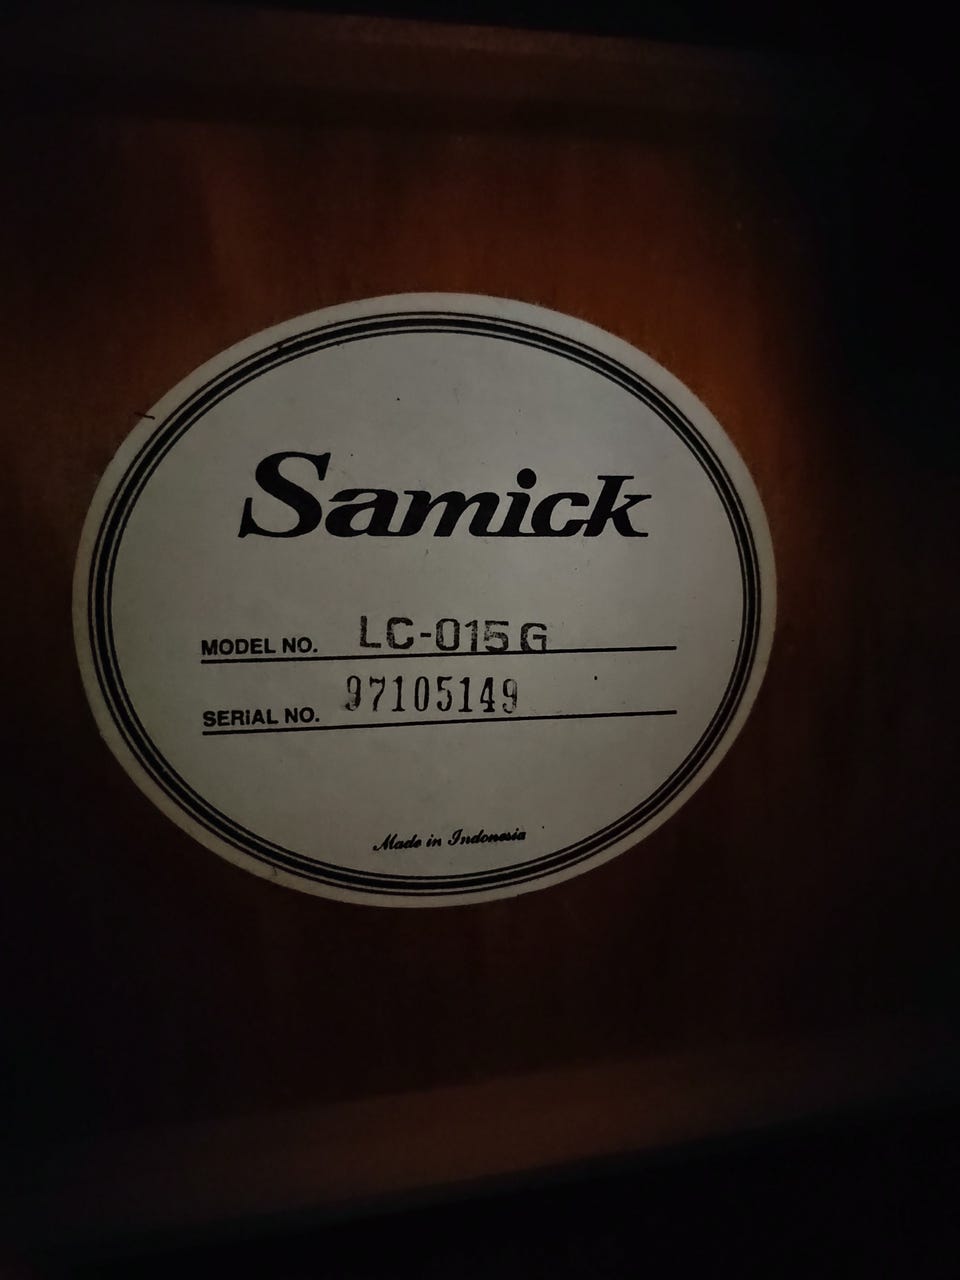 Samick
MODEL NO. LC-015G
SERIAL NO. 97105149
Made in Indonesia